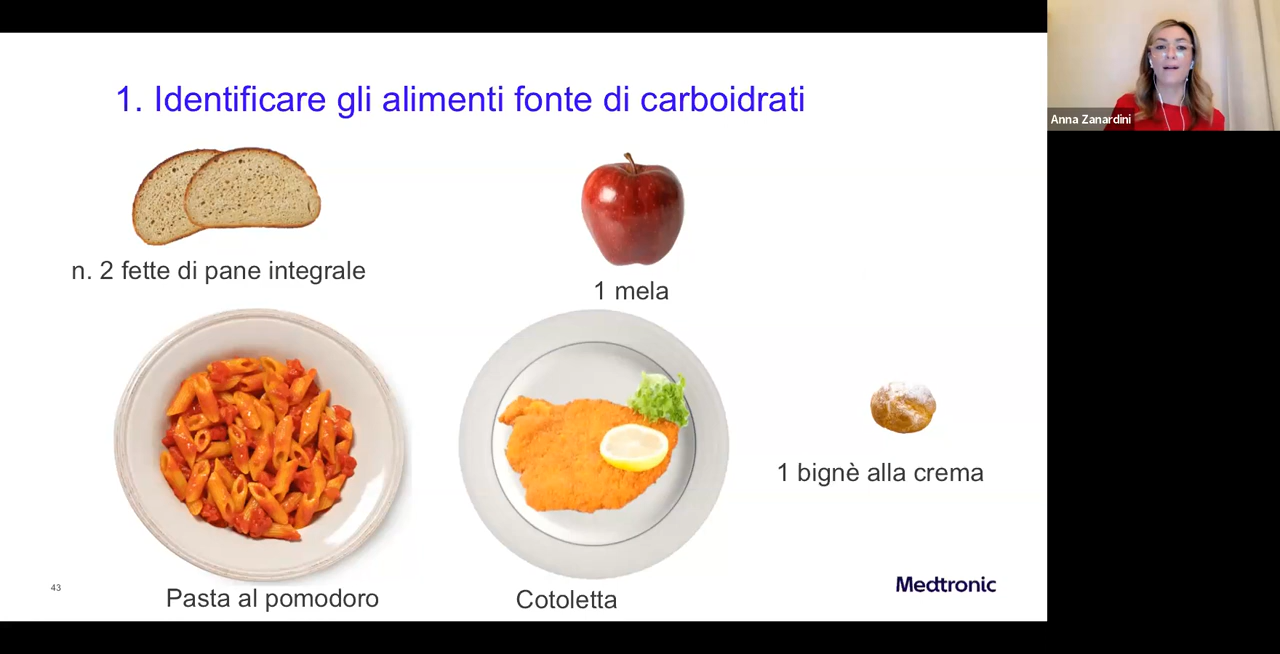 1. Identificare gli alimenti fonte di carboidrati
Anna Zanardini
n. 2 fette di pane integrale
1 mela
1 bignè alla crema
43
Medtronic
Pasta al pomodoro
Cotoletta